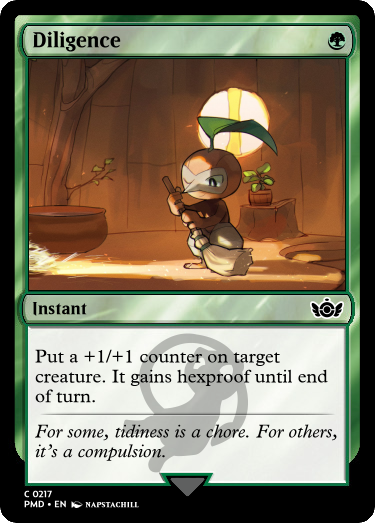 Diligence
Instant
Put a +1/+1 counter on target
creature. It gains hexproof until end
of turn.
For some, tidiness is a chore. For others,
it's a compulsion.
C 0217
PMD • EN NAPSTACHILL